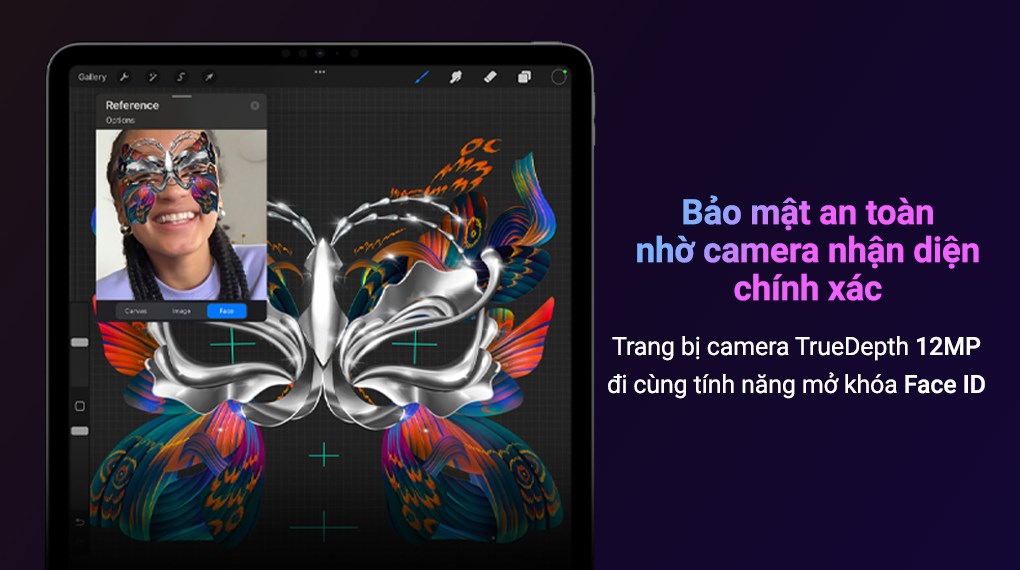 Gallery
Reference
Options
Canvas Image Face
Bảo mật an toàn
nhờ camera nhận diện
chính xác
Trang bị camera TrueDepth 12MP
đi cùng tính năng mở khóa Face ID